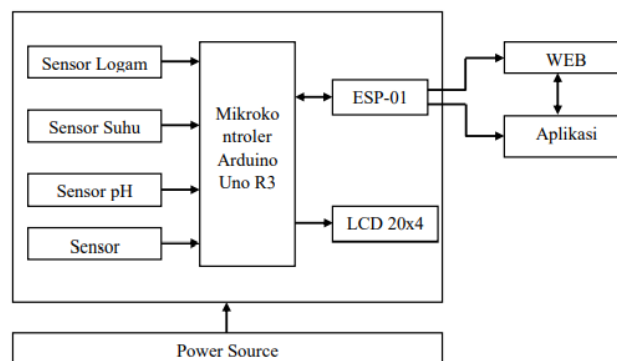 Sensor Logam
Sensor Suhu
Sensor pH
Sensor
Mikroko
ntroler
Arduino
Uno R3
ESP-01
LCD 20x4
WEB
Aplikasi
Power Source